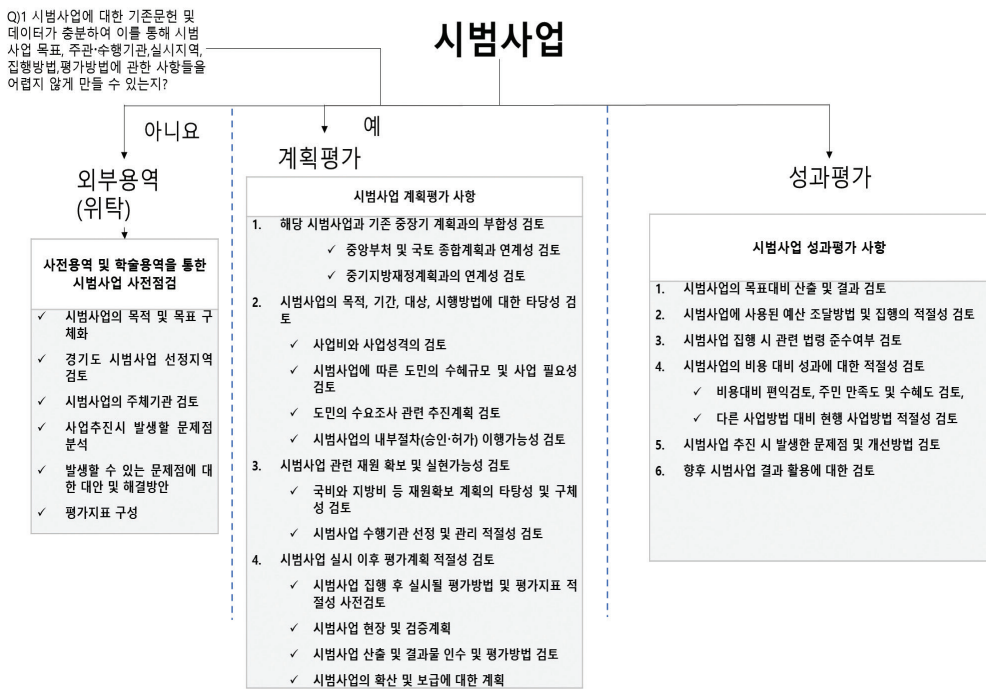 Q)1 시범사업에 대한 기존문헌 및
데이터가 충분하여 이를 통해 시범
사업 목표, 주관·수행기관,실시지역,
집행방법,평가방법에 관한 사항들을
어렵지 않게 만들 수 있는지?
시범사업
아니요
외부용역
(위탁)
사전용역 및 학술용역을 통한
시범사업 사전점검
✓ 시범사업의 목적 및 목표 구
체화
✓ 경기도 시범사업 선정지역
검토
✓ 시범사업의 주체기관 검토
✓ 사업추진시 발생할 문제점
분석
✓ 발생할 수 있는 문제점에 대
한 대안 및 해결방안
✓ 평가지표 구성
예
계획평가
시범사업 계획평가 사항
1. 해당 시범사업과 기존 중장기 계획과의 부합성 검토
✓ 중앙부처 및 국토 종합계획과 연계성 검토
✓ 중기지방재정계획과의 연계성 검토
2. 시범사업의 목적, 기간, 대상, 시행방법에 대한 타당성 검
토
✓ 사업비와 사업성격의 검토
✓ 시범사업에 따른 도민의 수혜규모 및 사업 필요성
검토
✓ 도민의 수요조사 관련 추진계획 검토
✓ 시범사업의 내부절차(승인·허가) 이행가능성 검토
3. 시범사업 관련 재원 확보 및 실현가능성 검토
✓ 국비와 지방비 등 재원확보 계획의 타당성 및 구체
성 검토
✓ 시범사업 수행기관 선정 및 관리 적절성 검토
4. 시범사업 실시 이후 평가계획 적절성 검토
✓ 시범사업 집행 후 실시될 평가방법 및 평가지표 적
절성 사전검토
✓ 시범사업 현장 및 검증계획
✓ 시범사업 산출 및 결과물 인수 및 평가방법 검토
✓ 시범사업의 확산 및 보급에 대한 계획
성과평가
시범사업 성과평가 사항
1. 시범사업의 목표대비 산출 및 결과 검토
2. 시범사업에 사용된 예산 조달방법 및 집행의 적절성 검토
3. 시범사업 집행 시 관련 법령 준수여부 검토
4. 시범사업의 비용 대비 성과에 대한 적절성 검토
✓ 비용대비 편익검토, 주민 만족도 및 수혜도 검토,
✓ 다른 사업방법 대비 현행 사업방법 적절성 검토
5. 시범사업 추진 시 발생한 문제점 및 개선방법 검토
6. 향후 시범사업 결과 활용에 대한 검토